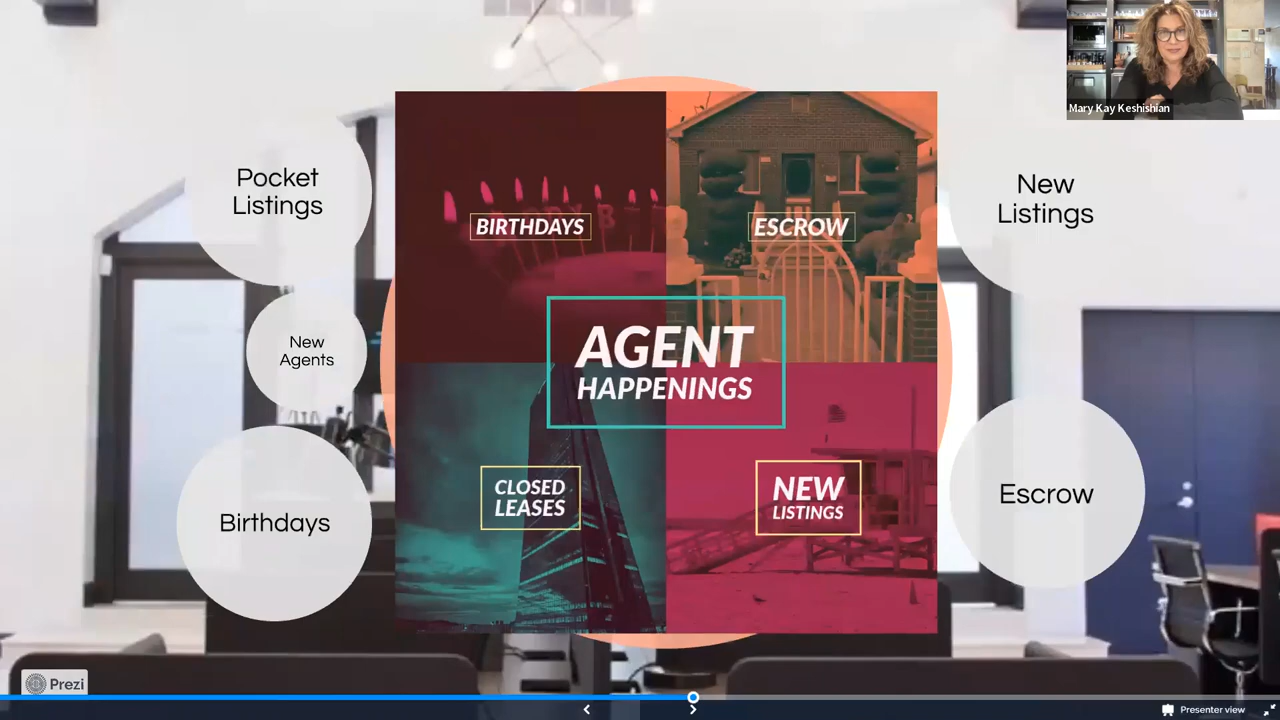 Mary Kay Keshishian
Pocket
Listings
New
Agents
Birthdays
BIRTHDAYS
ESCROW
AGENT
HAPPENINGS
CLOSED
LEASES
NEW
LISTINGS
New
Listings
Escrow
Prezi
Presenter view